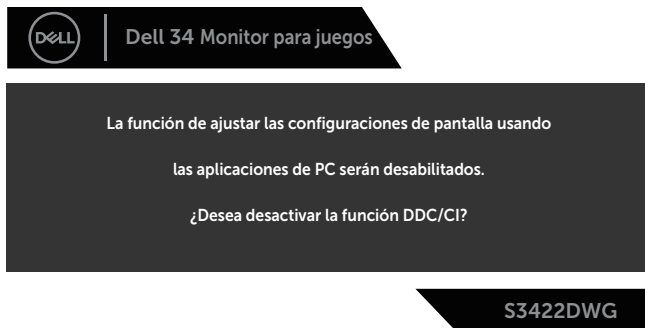 DELL
Dell 34 Monitor para juegos
La función de ajustar las configuraciones de pantalla usando
las aplicaciones de PC serán desabilitados.
¿Desea desactivar la función DDC/CI?
S3422DWG